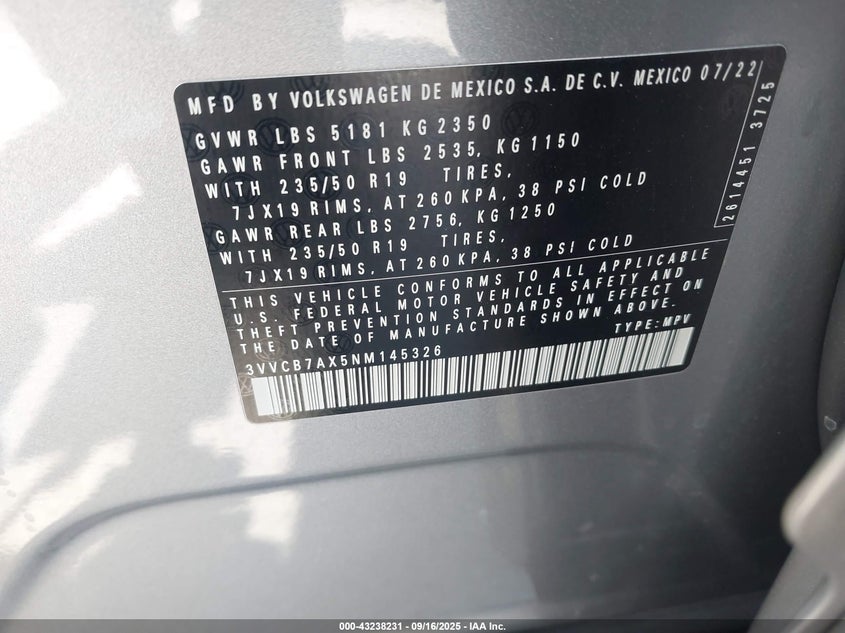 MFD BY VOLKSWAGEN DE MEXICO S.A. DE C.V. MEXICO 07/22
GVWR LBS 5181 KG 2350
GAWR FRONT LBS 2535, KG 1150
WITH 235/50 R19 TIRES,
7JX19 RIMS, AT 260 KPA, 38 PSI COLD
GAWR REAR LBS 2756, KG 1250
WITH 235/50 R19 TIRES,
7JX19 RIMS, AT 260 KPA, 38 PSI COLD
2614451 3725
THIS VEHICLE CONFORMS TO ALL APPLICABLE
U.S. FEDERAL MOTOR VEHICLE SAFETY AND
THEFT PREVENTION STANDARDS IN EFFECT ON
THE DATE OF MANUFACTURE SHOWN ABOVE.
TYPE: MPV
3VVCB7AX5NM145326
000-43238231 - 09/16/2025 - IAA Inc.